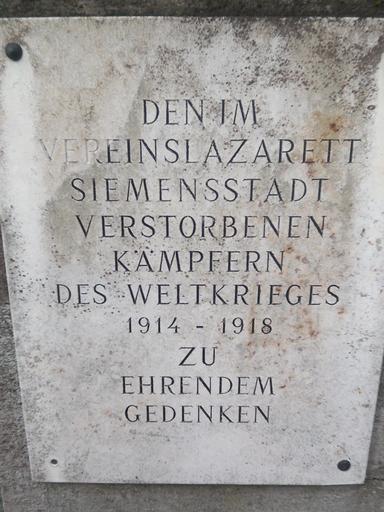 DEN IM
VEREINSLAZARETT
SIEMENSSTADT
VERSTORBENEN
KÄMPFERN
DES WELTKRIEGES
1914 - 1918
ZU
EHRENDEM
GEDENKEN